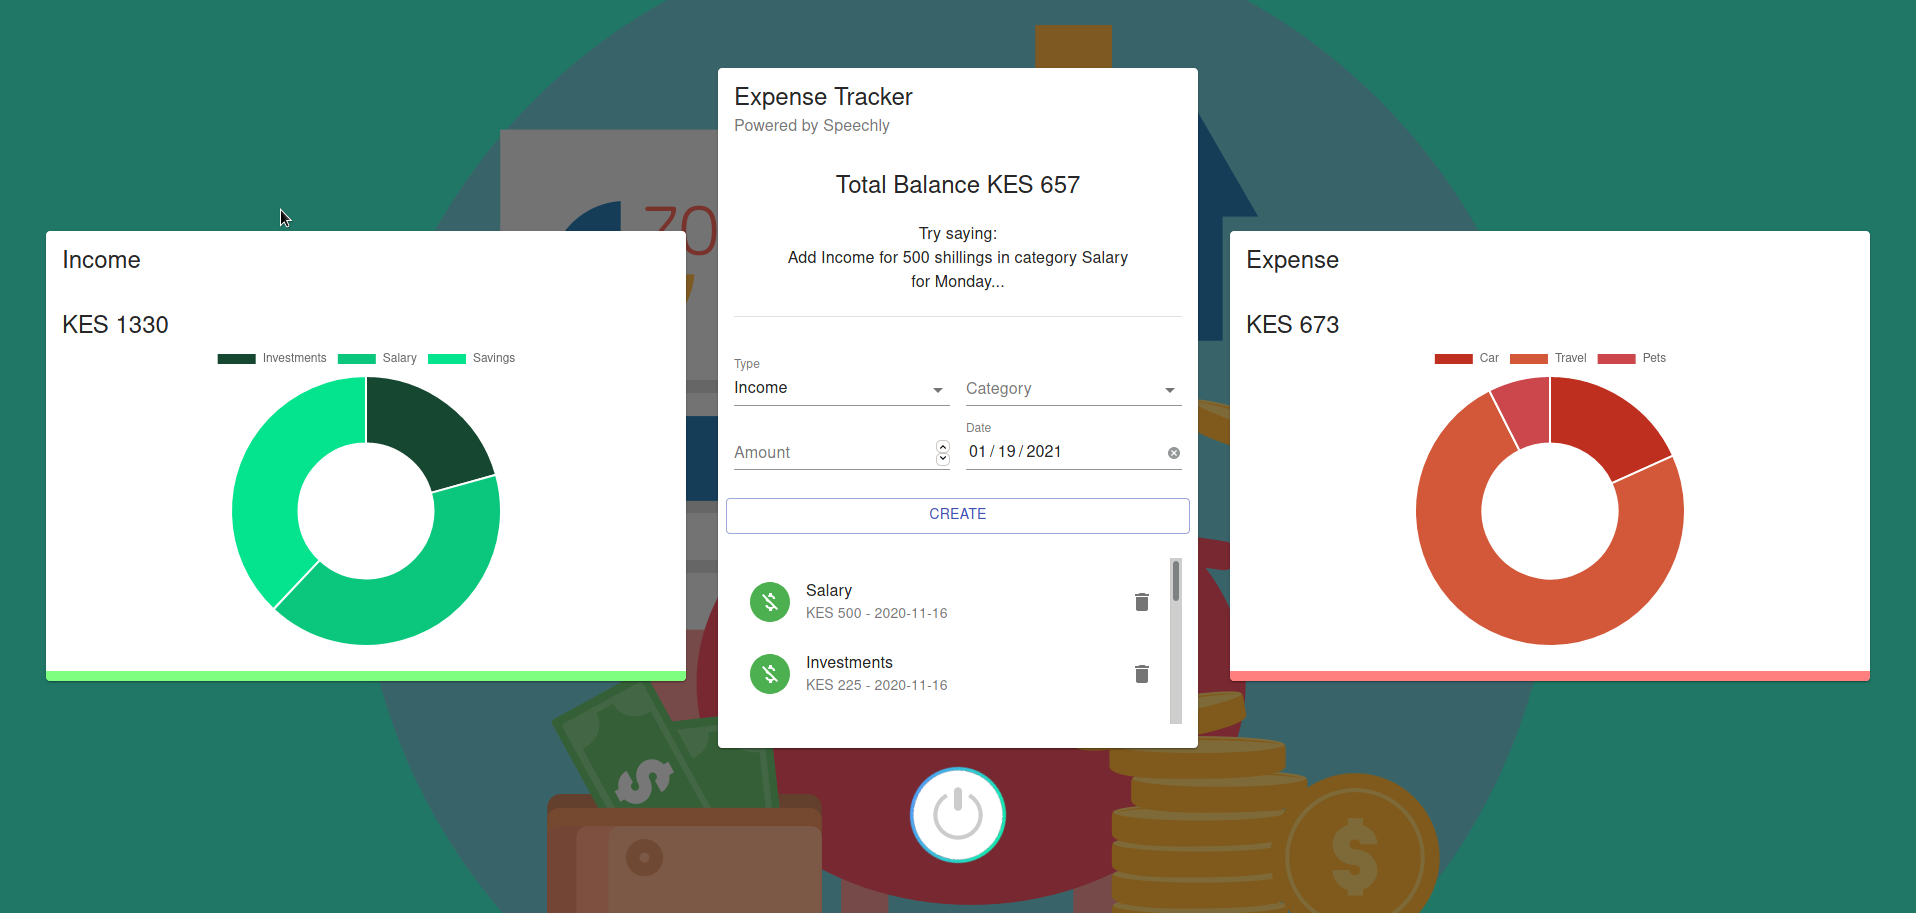 Expense Tracker
Powered by Speechly
Total Balance KES 657
Try saying:
Add Income for 500 shillings in category Salary
for Monday...
Type
Income
Category
Amount
Date
01/19/2021
CREATE
Salary
KES 500 - 2020-11-16
Investments
KES 225 - 2020-11-16
Income
KES 1330
Investments Salary Savings
Expense
KES 673
Car Travel Pets
70
$
$